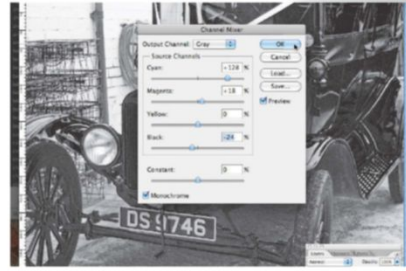 Channel Mixer
Output Channel: Gray
OK
Source Channels
Cancel
Cyan: +128 %
Load...
Save...
Magenta: +18 %
Preview
Yellow: 0 %
Black: -24 %
Constant: 0 %
Monochrome
DS 9746